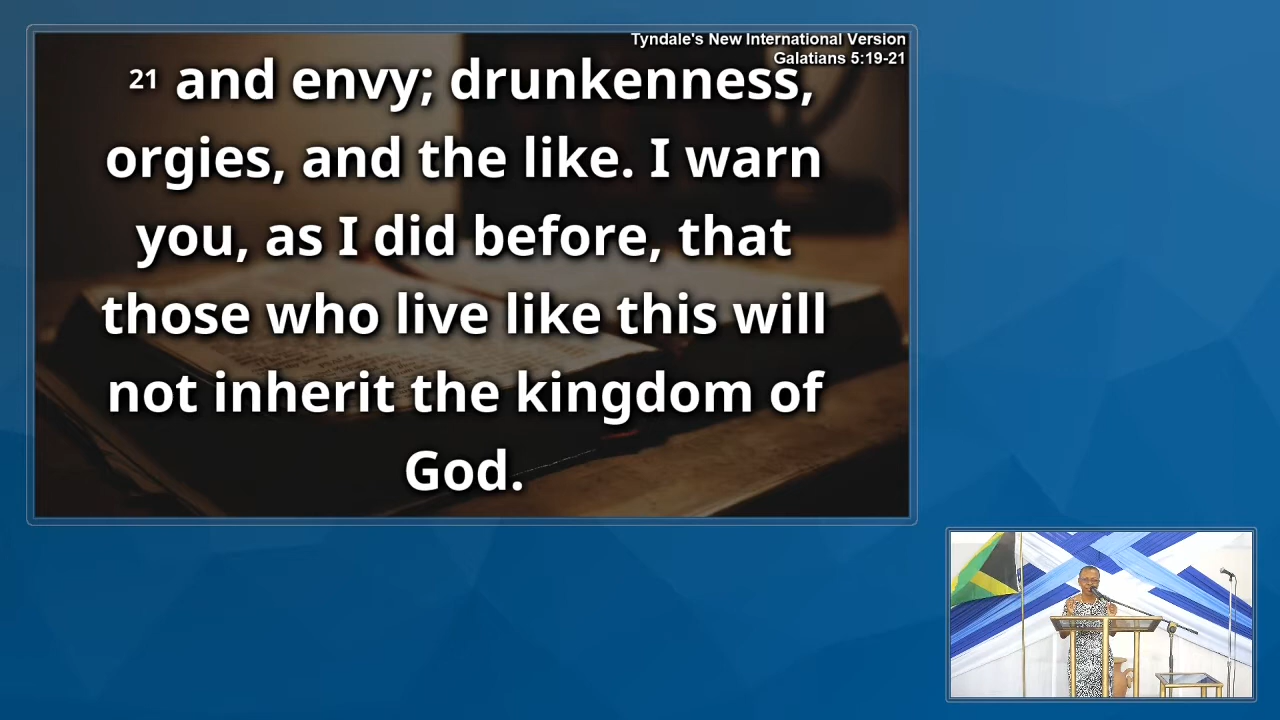 Tyndale's New International Version
Galatians 5:19-21
21 and envy; drunkenness,
orgies, and the like. I warn
you, as I did before, that
those who live like this will
not inherit the kingdom of
God.